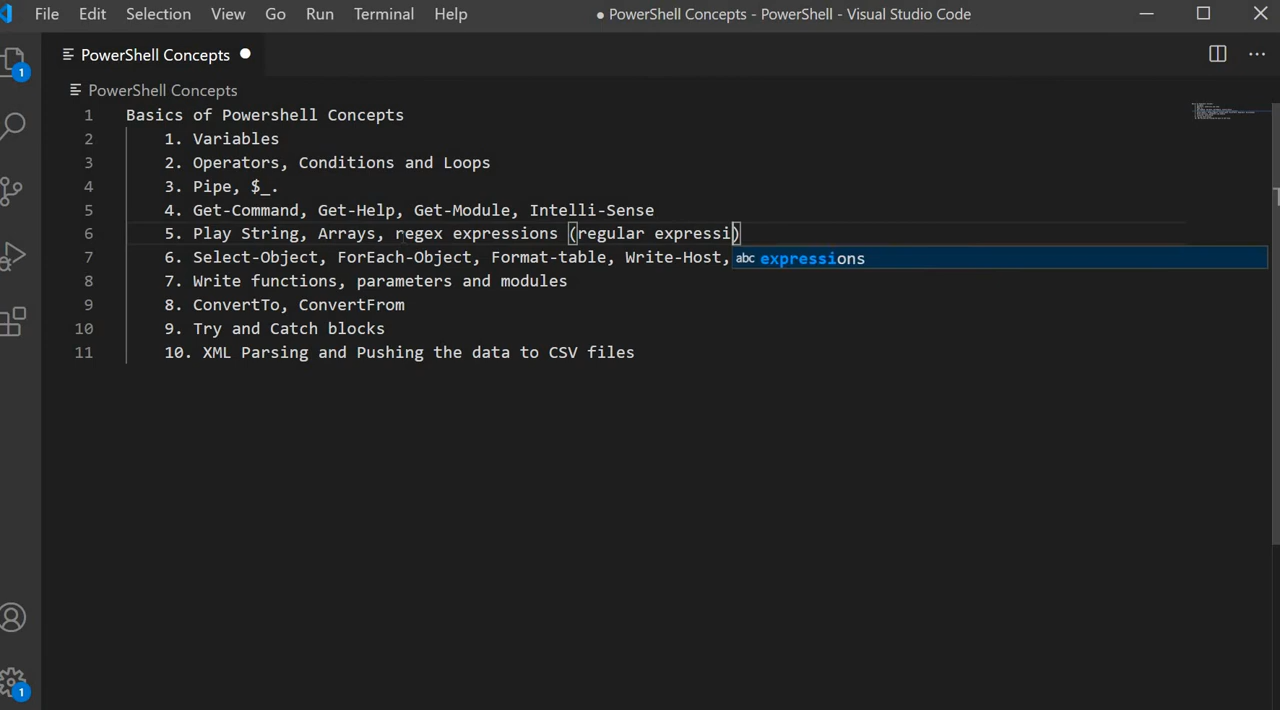 File Edit Selection View Go Run Terminal Help ● PowerShell Concepts - PowerShell - Visual Studio Code
PowerShell Concepts
PowerShell Concepts
1 Basics of Powershell Concepts
2 1. Variables
3 2. Operators, Conditions and Loops
4 3. Pipe, $_.
5 4. Get-Command, Get-Help, Get-Module, Intelli-Sense
6 5. Play String, Arrays, regex expressions (regular expressi)
7 6. Select-Object, ForEach-Object, Format-table, Write-Host,
abc expressions
8 7. Write functions, parameters and modules
9 8. ConvertTo, ConvertFrom
10 9. Try and Catch blocks
11 10. XML Parsing and Pushing the data to CSV files
1
1